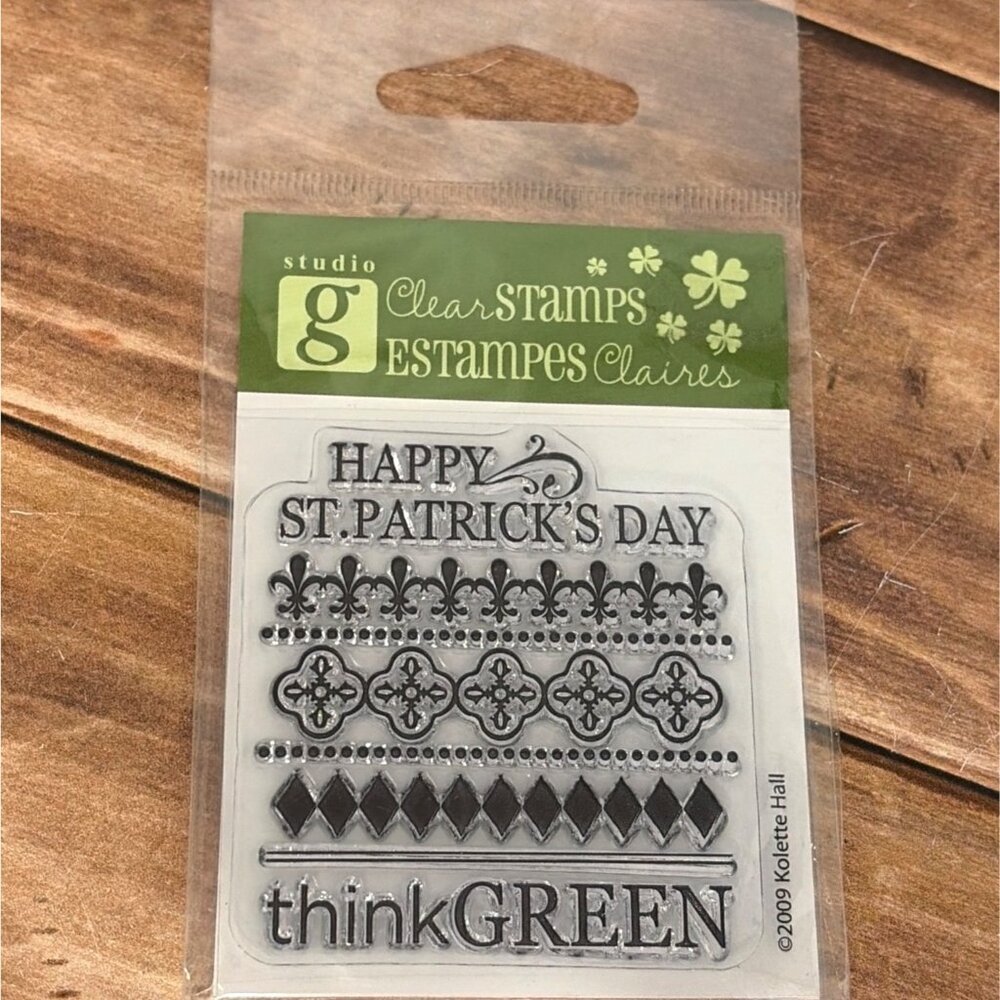 studio
g
Clear STAMPS
ESTAMPES Claires
HAPPY
ST. PATRICK'S DAY
thinkGREEN
©2009 Kolette Hall